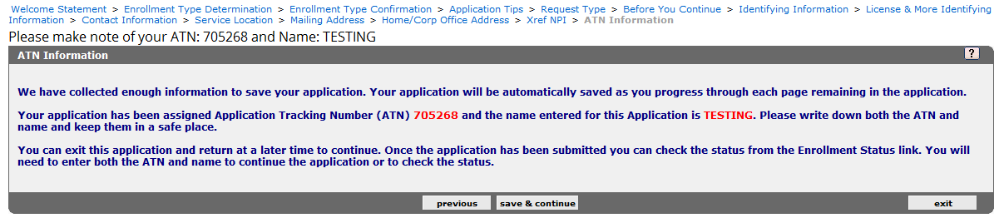 Welcome Statement > Enrollment Type Determination > Enrollment Type Confirmation > Application Tips > Request Type > Before You Continue > Identifying Information > License & More Identifying
Information > Contact Information > Service Location > Mailing Address > Home/Corp Office Address > Xref NPI > ATN Information
Please make note of your ATN: 705268 and Name: TESTING
ATN Information ?
We have collected enough information to save your application. Your application will be automatically saved as you progress through each page remaining in the application.
Your application has been assigned Application Tracking Number (ATN) 705268 and the name entered for this Application is TESTING. Please write down both the ATN and
name and keep them in a safe place.
You can exit this application and return at a later time to continue. Once the application has been submitted you can check the status from the Enrollment Status link. You will
need to enter both the ATN and name to continue the application or to check the status.
previous save & continue exit